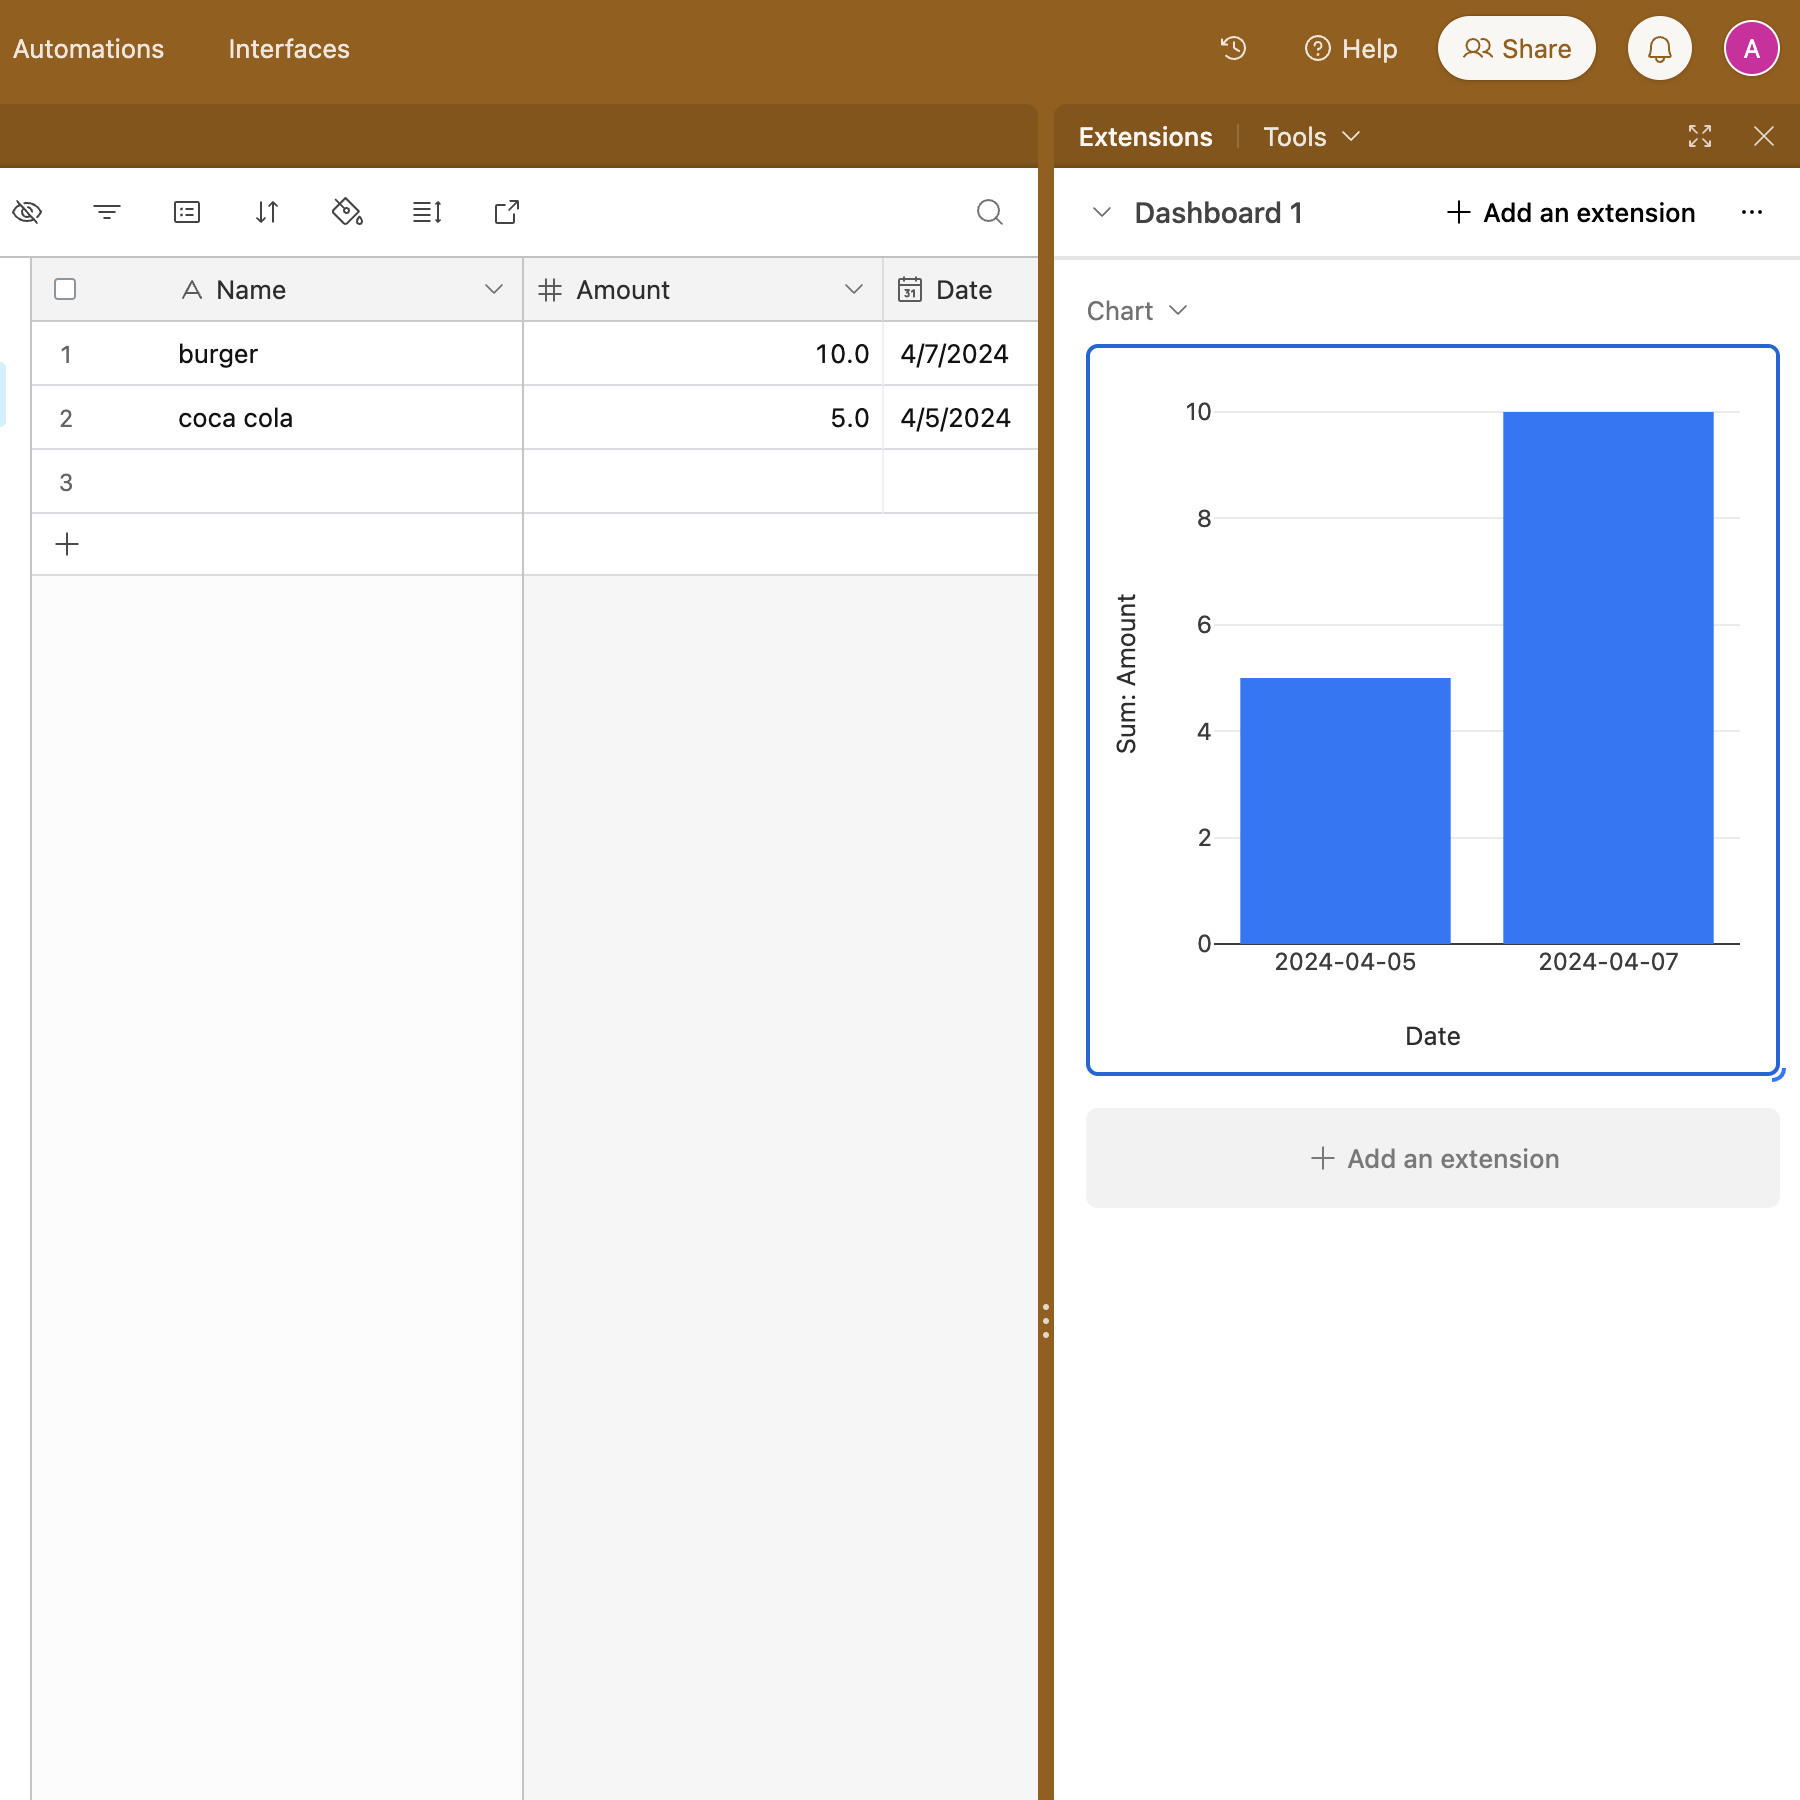 Automations Interfaces Help Share A
Extensions Tools
Dashboard 1 Add an extension
Name Amount 31 Date
1 burger 10.0 4/7/2024
2 coca cola 5.0 4/5/2024
3
Chart
10
8
6
4
2
0
Sum: Amount
2024-04-05 2024-04-07
Date
Add an extension